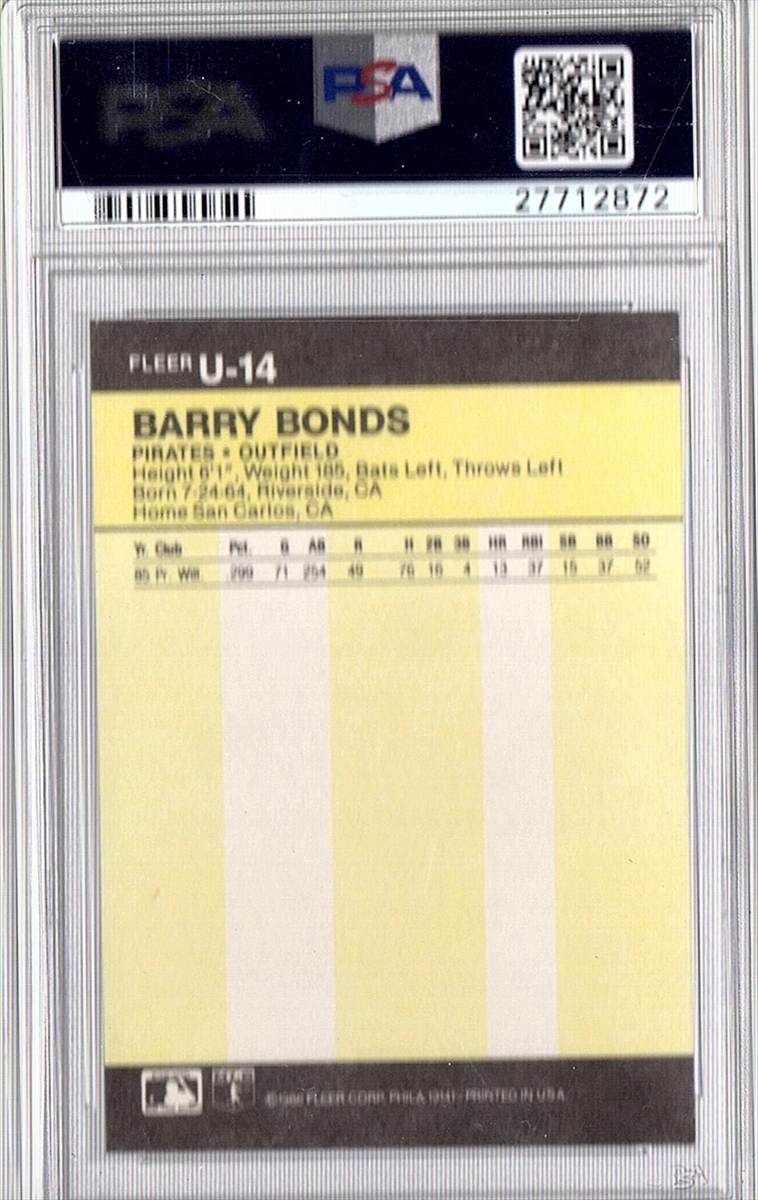 PSA
PSA
27712872
FLEER U-14
BARRY BONDS
PIRATES • OUTFIELD
Height 6'1", Weight 185, Bats Left, Throws Left
Born 7-24-64, Riverside, CA
Home San Carlos, CA
Yr. Club Pct. G AB R H 2B 3B HR RBI SB BB SO
85 Pr. Will. .299 71 254 49 76 16 4 13 37 15 37 52
©1986 FLEER CORP. PHILA 19141 - PRINTED IN U.S.A.
PSA